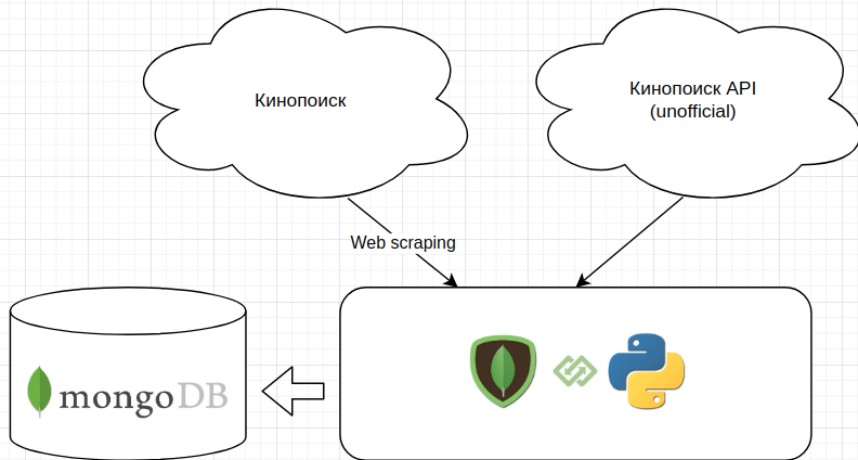 Кинопоиск
Кинопоиск API
(unofficial)
Web scraping
mongoDB